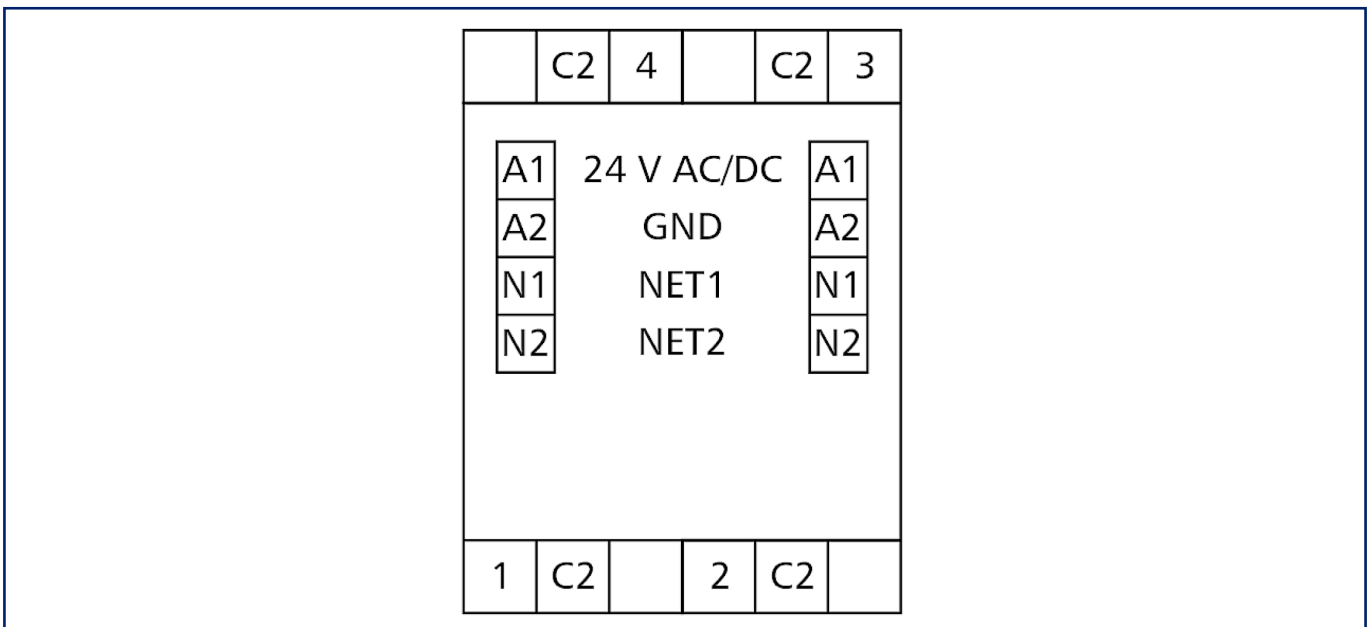 C2 4 C2 3
A1 24 V AC/DC A1
A2 GND A2
N1 NET1 N1
N2 NET2 N2
1 C2 2 C2